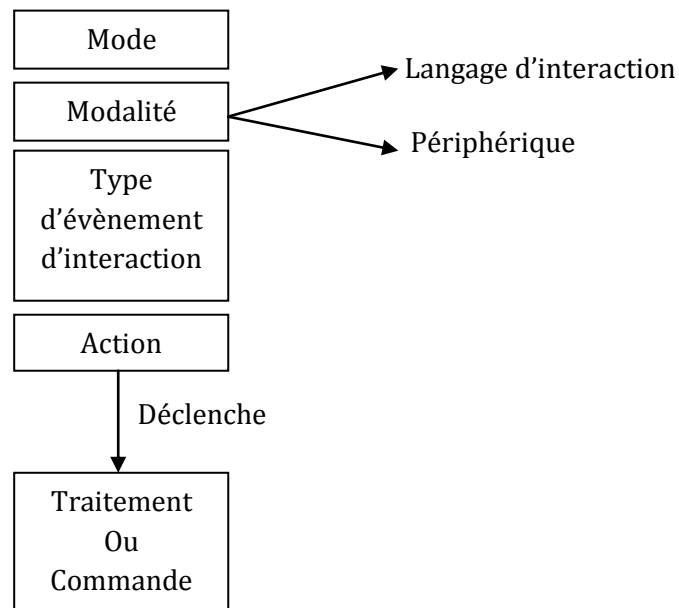 Mode
Langage d’interaction
Modalité
Périphérique
Type
d’évènement
d’interaction
Action
Déclenche
Traitement
Ou
Commande